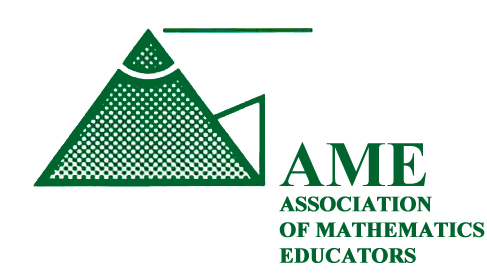 AME
ASSOCIATION
OF MATHEMATICS
EDUCATORS